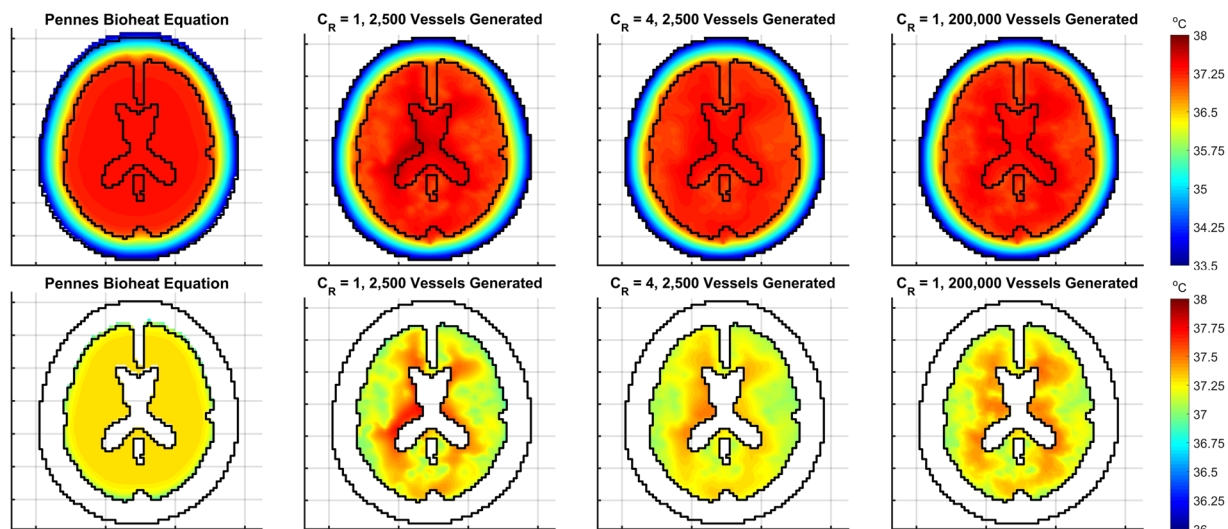 Pennes Bioheat Equation
C_R = 1, 2,500 Vessels Generated
C_R = 4, 2,500 Vessels Generated
C_R = 1, 200,000 Vessels Generated
°C
38
37.25
36.5
35.75
35
34.25
33.5
Pennes Bioheat Equation
C_R = 1, 2,500 Vessels Generated
C_R = 4, 2,500 Vessels Generated
C_R = 1, 200,000 Vessels Generated
°C
38
37.75
37.5
37.25
37
36.75
36.5
36.25
36